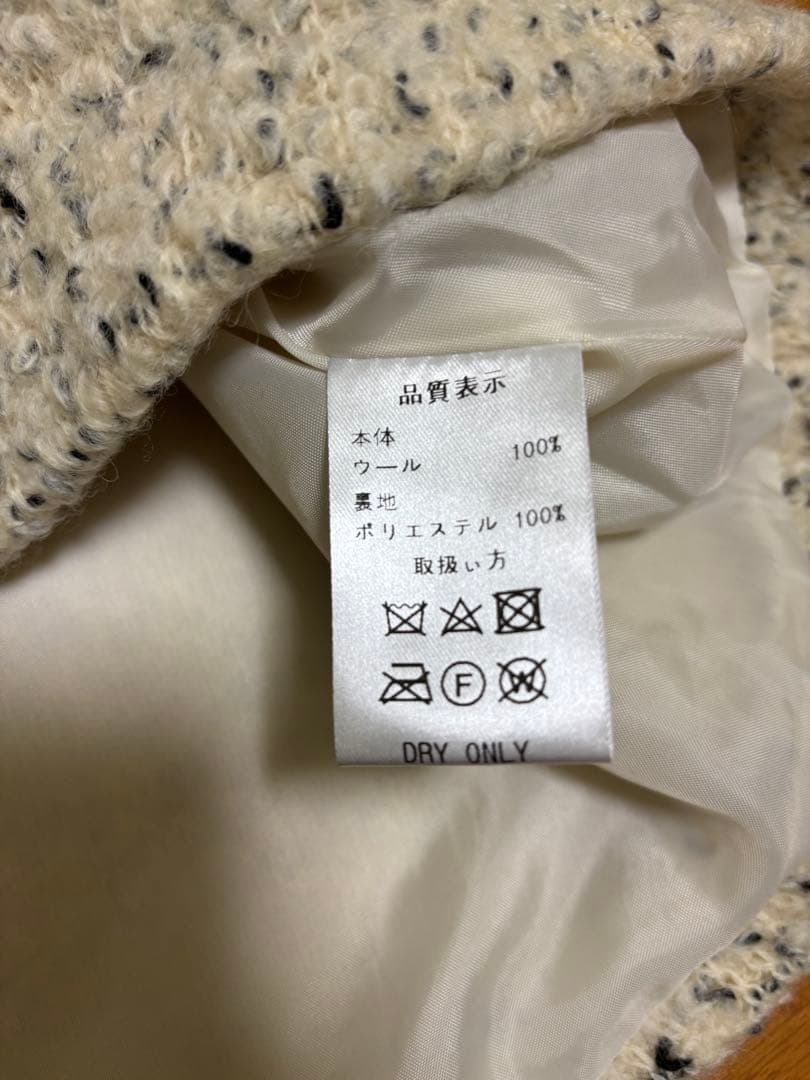 品質表示
本体
ウール 100%
裏地
ポリエステル 100%
取扱ぃ方
F W
DRY ONLY